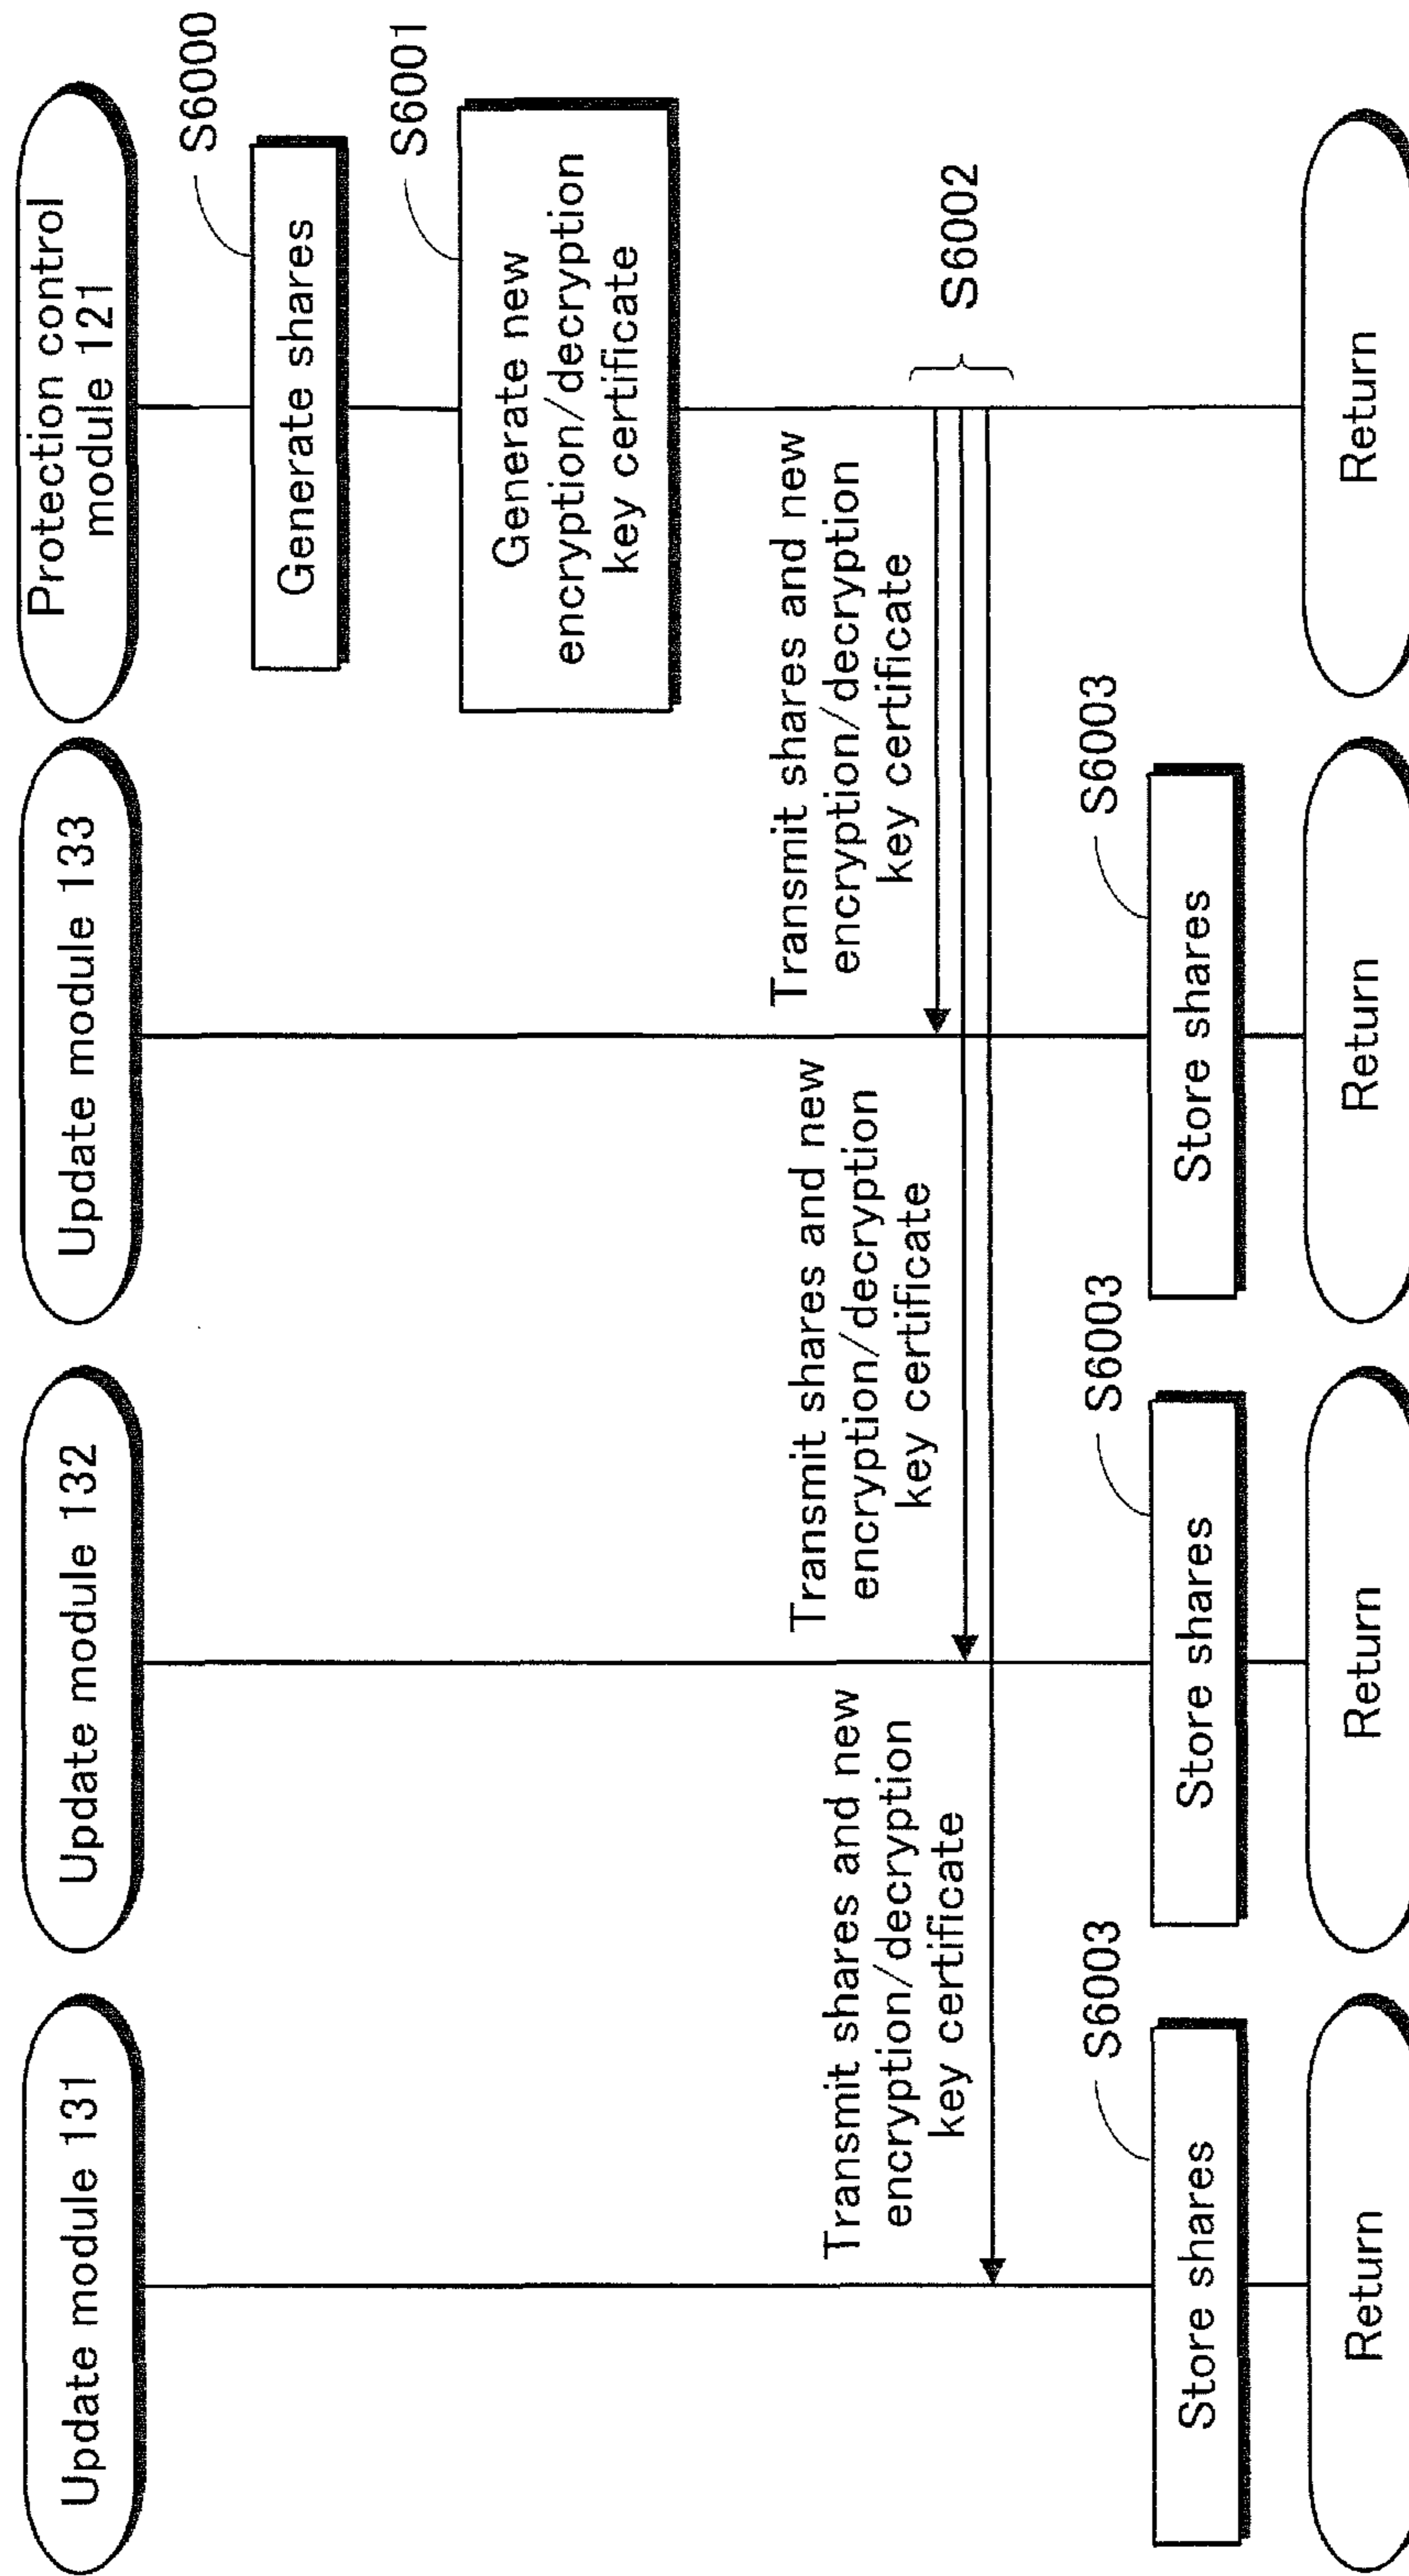 Update module 131
Update module 132
Update module 133
Protection control
module 121
S6000
Generate shares
S6001
Generate new
encryption/decryption
key certificate
S6002
Transmit shares and new
encryption/decryption
key certificate
Transmit shares and new
encryption/decryption
key certificate
Transmit shares and new
encryption/decryption
key certificate
S6003
Store shares
S6003
Store shares
S6003
Store shares
Return
Return
Return
Return